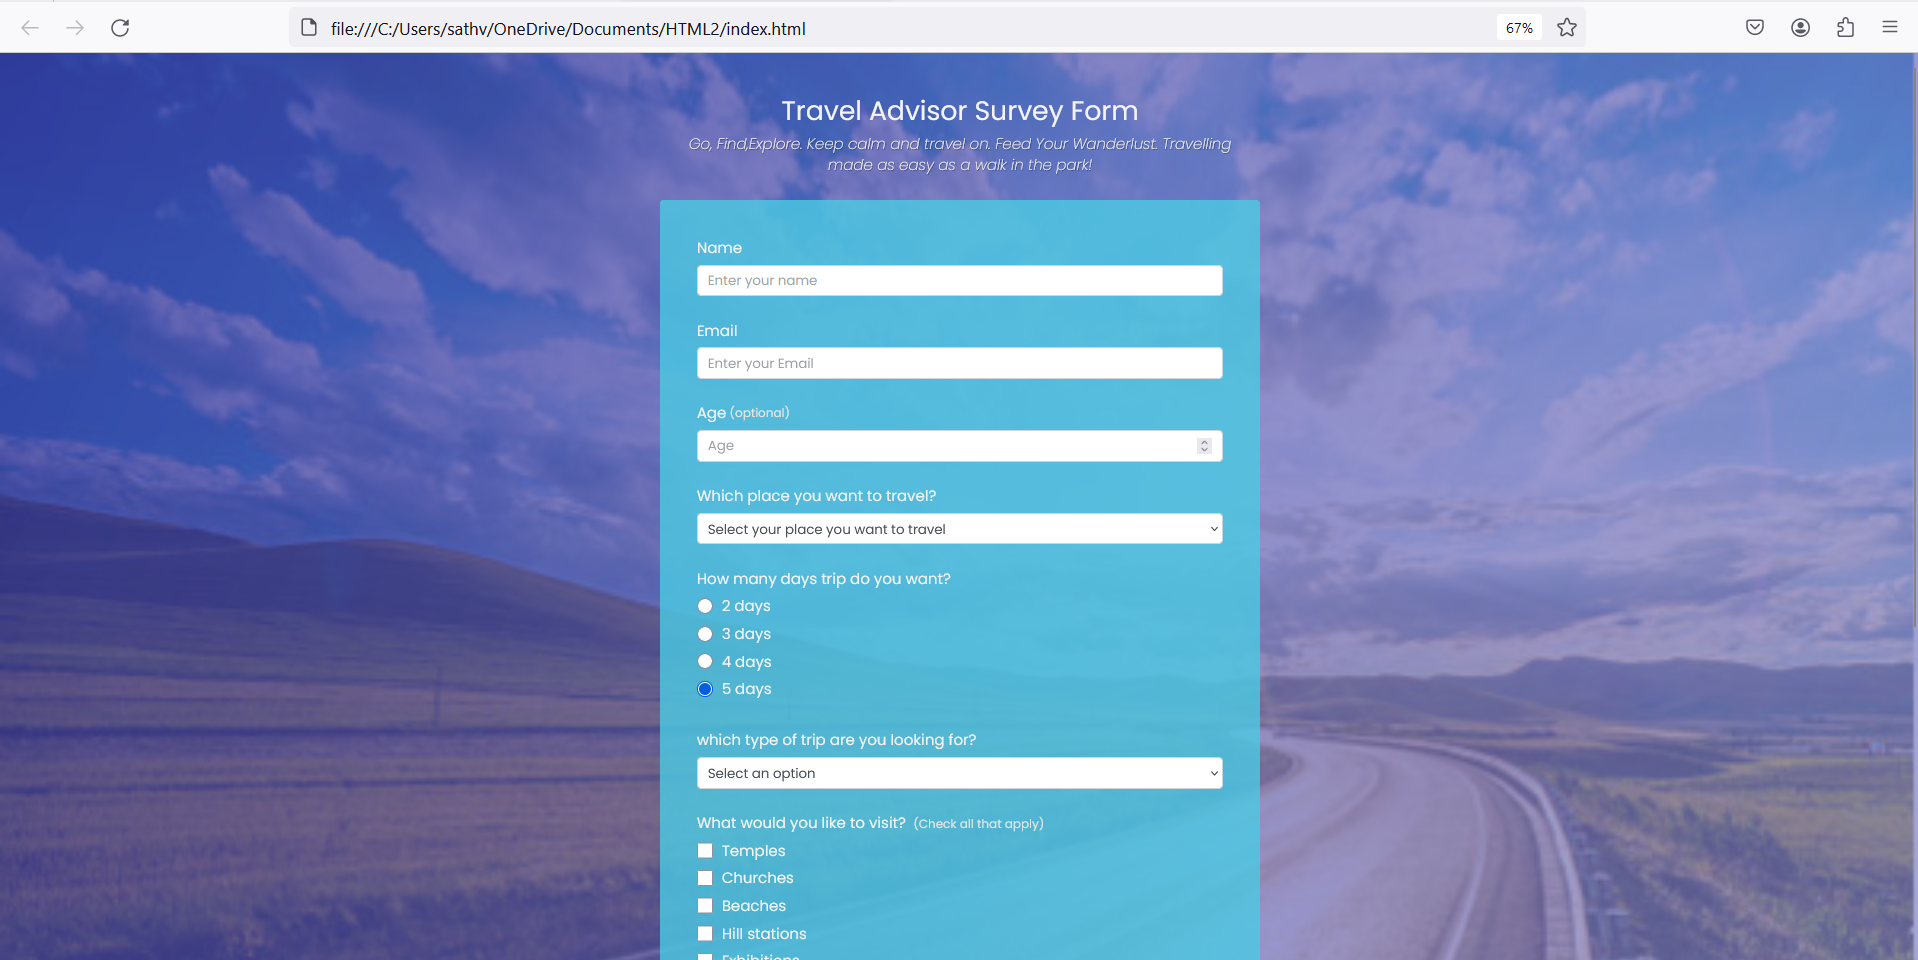 file:///C:/Users/sathv/OneDrive/Documents/HTML2/index.html
67%
Travel Advisor Survey Form
Go, Find,Explore. Keep calm and travel on. Feed Your Wanderlust. Travelling
made as easy as a walk in the park!
Name
Enter your name
Email
Enter your Email
Age (optional)
Age
Which place you want to travel?
Select your place you want to travel
How many days trip do you want?
2 days
3 days
4 days
5 days
which type of trip are you looking for?
Select an option
What would you like to visit? (Check all that apply)
Temples
Churches
Beaches
Hill stations
Exhibitions